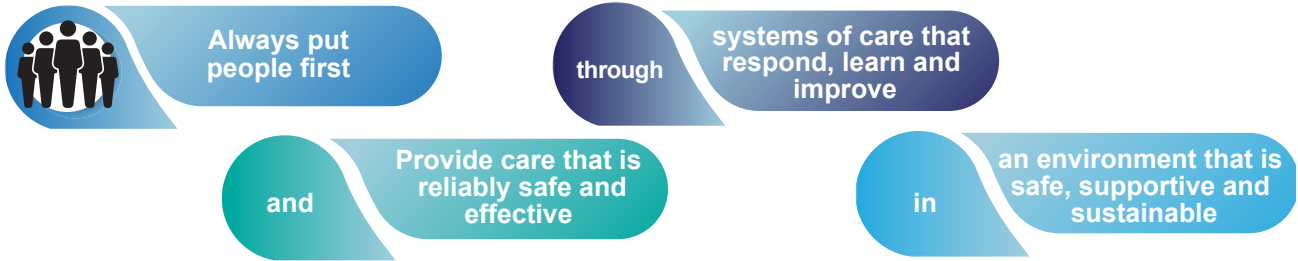 Always put
people first
and
Provide care that is
reliably safe and
effective
through
systems of care that
respond, learn and
improve
in
an environment that is
safe, supportive and
sustainable